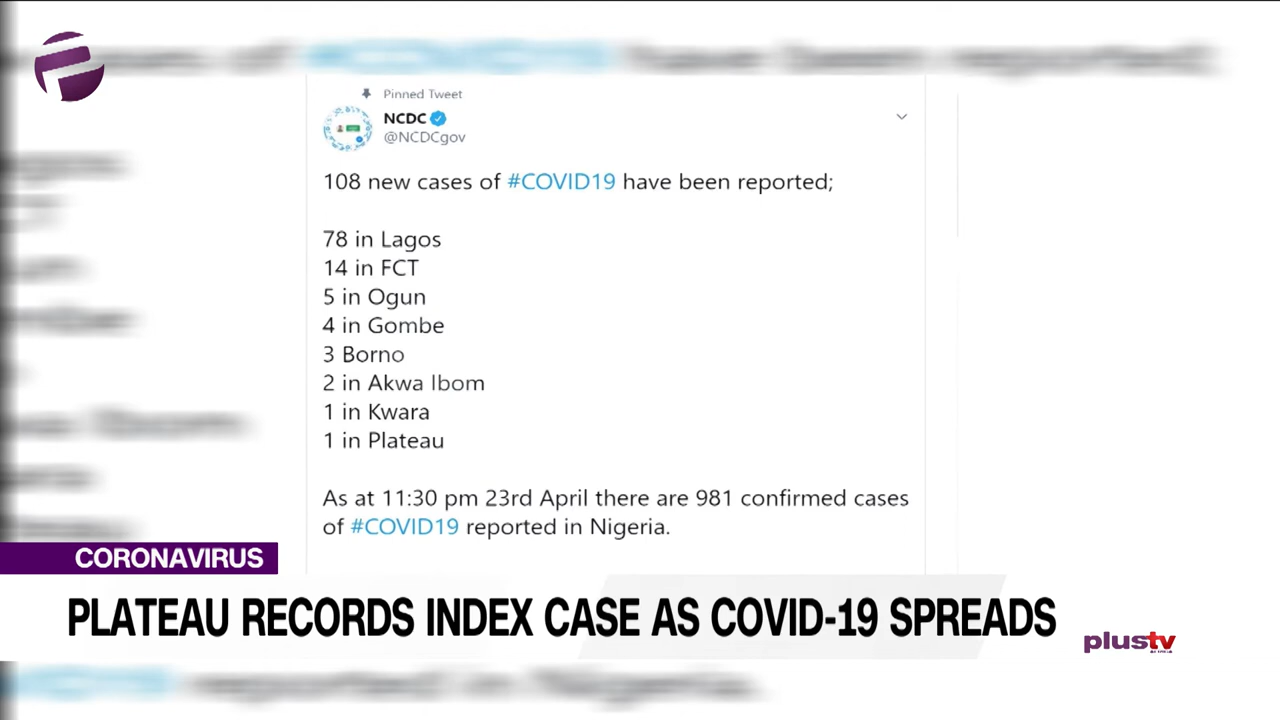 Pinned Tweet
NCDC
@NCDCgov
108 new cases of #COVID19 have been reported;
78 in Lagos
14 in FCT
5 in Ogun
4 in Gombe
3 Borno
2 in Akwa Ibom
1 in Kwara
1 in Plateau
As at 11:30 pm 23rd April there are 981 confirmed cases
of #COVID19 reported in Nigeria.
CORONAVIRUS
PLATEAU RECORDS INDEX CASE AS COVID-19 SPREADS
plustv